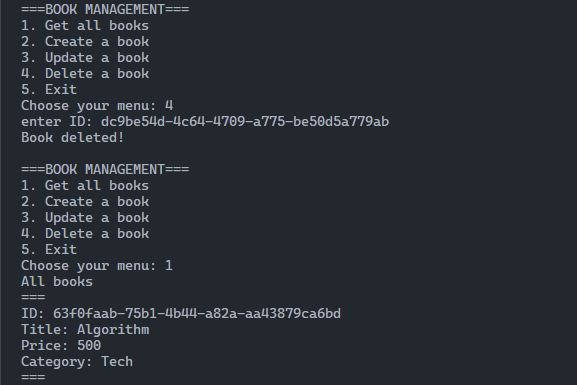 ===BOOK MANAGEMENT===
1. Get all books
2. Create a book
3. Update a book
4. Delete a book
5. Exit
Choose your menu: 4
enter ID: dc9be54d-4c64-4709-a775-be50d5a779ab
Book deleted!
===BOOK MANAGEMENT===
1. Get all books
2. Create a book
3. Update a book
4. Delete a book
5. Exit
Choose your menu: 1
All books
===
ID: 63f0faab-75b1-4b44-a82a-aa43879ca6bd
Title: Algorithm
Price: 500
Category: Tech
===